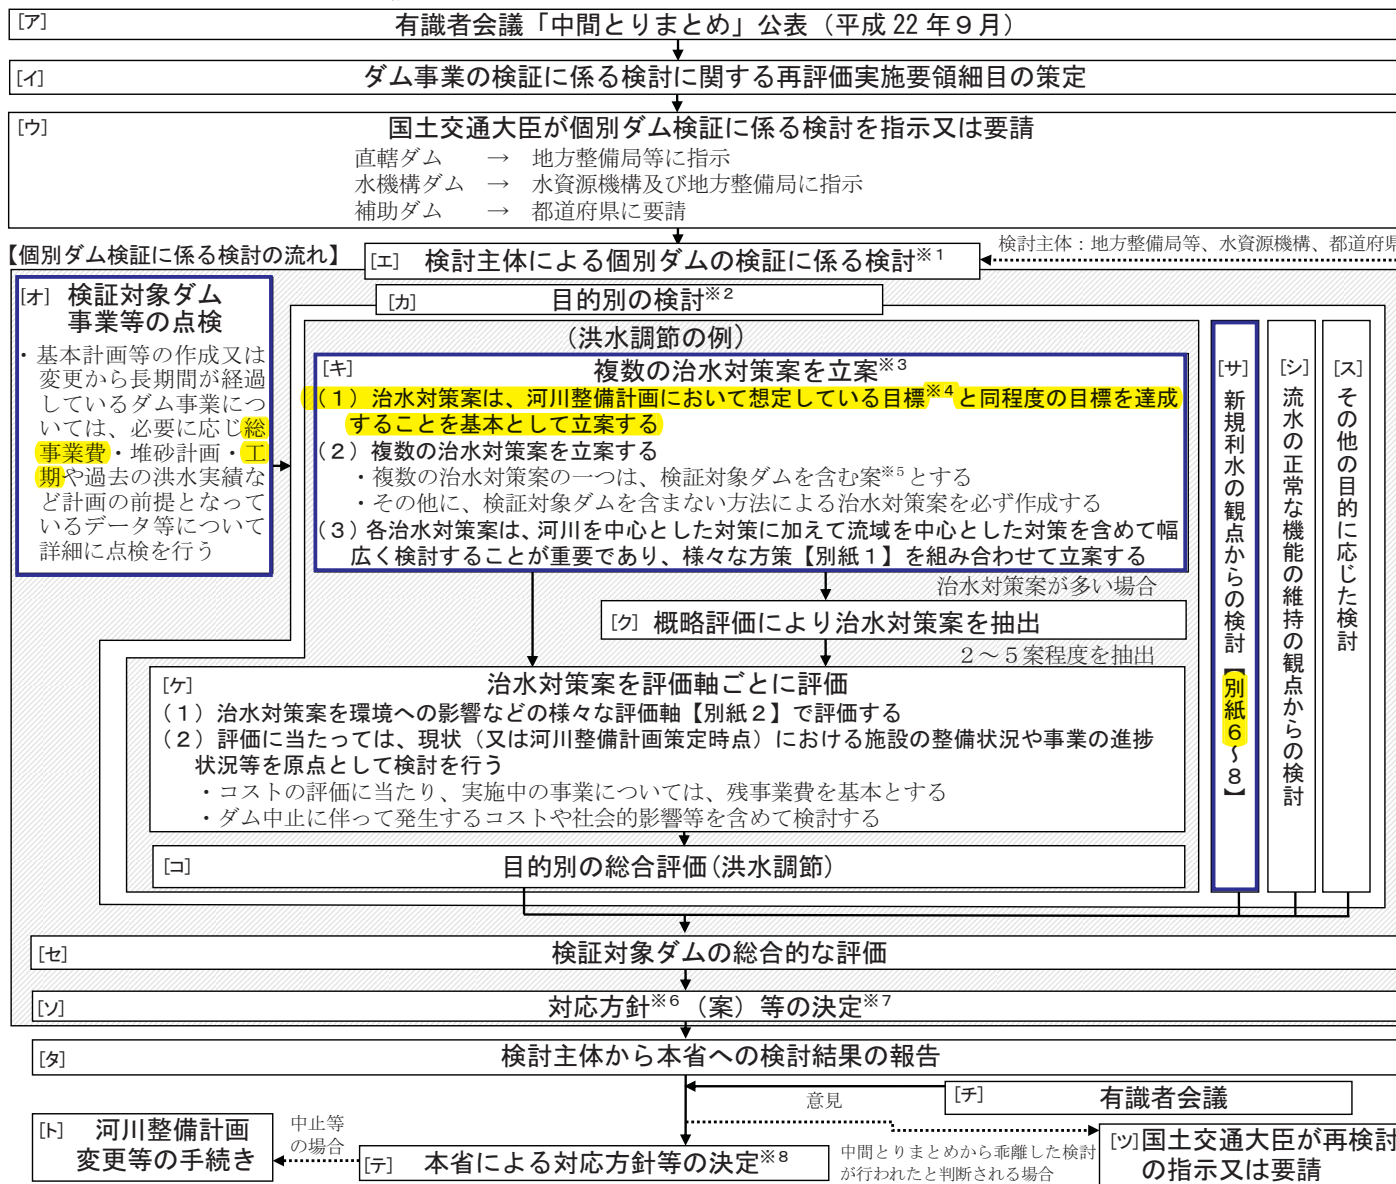 [ア] 有識者会議「中間とりまとめ」公表（平成22年９月）
[イ] ダム事業の検証に係る検討に関する再評価実施要領細目の策定
[ウ] 国土交通大臣が個別ダム検証に係る検討を指示又は要請
直轄ダム → 地方整備局等に指示
水機構ダム → 水資源機構及び地方整備局に指示
補助ダム → 都道府県に要請
【個別ダム検証に係る検討の流れ】
[エ] 検討主体による個別ダムの検証に係る検討※1
検討主体：地方整備局等、水資源機構、都道府県
[オ] 検証対象ダム
事業等の点検
・基本計画等の作成又は
変更から長期間が経過
しているダム事業につ
いては、必要に応じ総
事業費・堆砂計画・工
期や過去の洪水実績な
ど計画の前提となって
いるデータ等について
詳細に点検を行う
[カ] 目的別の検討※2
(洪水調節の例)
[キ] 複数の治水対策案を立案※3
（１）治水対策案は、河川整備計画において想定している目標※4と同程度の目標を達成
することを基本として立案する
（２）複数の治水対策案を立案する
・複数の治水対策案の一つは、検証対象ダムを含む案※5とする
・その他に、検証対象ダムを含まない方法による治水対策案を必ず作成する
（３）各治水対策案は、河川を中心とした対策に加えて流域を中心とした対策を含めて幅
広く検討することが重要であり、様々な方策【別紙１】を組み合わせて立案する
治水対策案が多い場合
[ク] 概略評価により治水対策案を抽出
２～５案程度を抽出
[ケ] 治水対策案を評価軸ごとに評価
（１）治水対策案を環境への影響などの様々な評価軸【別紙２】で評価する
（２）評価に当たっては、現状（又は河川整備計画策定時点）における施設の整備状況や事業の進捗
状況等を原点として検討を行う
・コストの評価に当たり、実施中の事業については、残事業費を基本とする
・ダム中止に伴って発生するコストや社会的影響等を含めて検討する
[コ] 目的別の総合評価(洪水調節)
[サ] 新規利水の観点からの検討【別紙６～８】
[シ] 流水の正常な機能の維持の観点からの検討
[ス] その他の目的に応じた検討
[セ] 検証対象ダムの総合的な評価
[ソ] 対応方針※6（案）等の決定※7
[タ] 検討主体から本省への検討結果の報告
意見
[チ] 有識者会議
[ト] 河川整備計画
変更等の手続き
中止等
の場合
[テ] 本省による対応方針等の決定※8
中間とりまとめから乖離した検討
が行われたと判断される場合
[ツ] 国土交通大臣が再検討
の指示又は要請